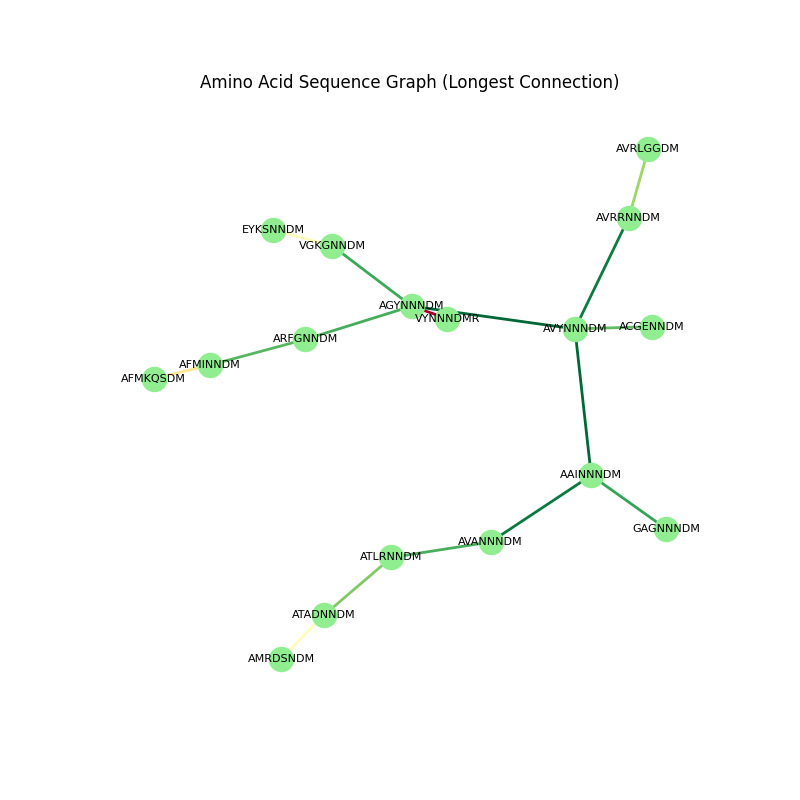 Amino Acid Sequence Graph (Longest Connection)
AVRLGGDM
AVRRNNDM
EYKSNNDM
VGKGNNDM
AGYNNNDM
VYNNNDMR
AVYNNNDM
ACGENNDM
ARFGNNDM
AFMINNDM
AFMKQSDM
AAINNNDM
GAGNNNDM
AVANNNDM
ATLRNNDM
ATADNNDM
AMRDSNDM